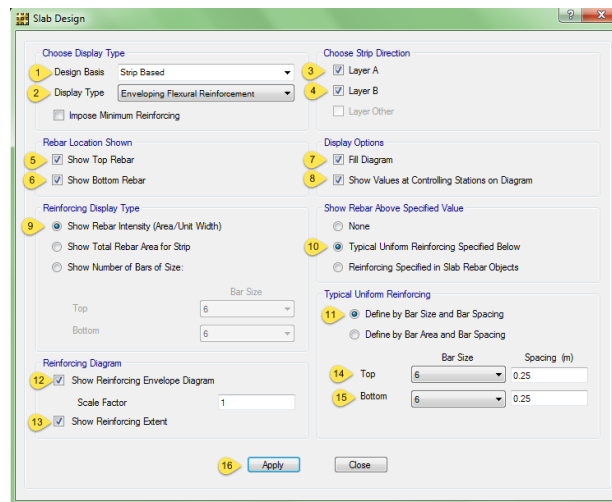 Slab Design
Choose Display Type
1 Design Basis Strip Based
2 Display Type Enveloping Flexural Reinforcement
Impose Minimum Reinforcing
Choose Strip Direction
3 Layer A
4 Layer B
Layer Other
Rebar Location Shown
5 Show Top Rebar
6 Show Bottom Rebar
Display Options
7 Fill Diagram
8 Show Values at Controlling Stations on Diagram
Reinforcing Display Type
9 Show Rebar Intensity (Area/Unit Width)
Show Total Rebar Area for Strip
Show Number of Bars of Size:
Bar Size
Top 6
Bottom 6
Show Rebar Above Specified Value
None
10 Typical Uniform Reinforcing Specified Below
Reinforcing Specified in Slab Rebar Objects
Typical Uniform Reinforcing
11 Define by Bar Size and Bar Spacing
Define by Bar Area and Bar Spacing
Bar Size Spacing (m)
14 Top 6 0.25
15 Bottom 6 0.25
Reinforcing Diagram
12 Show Reinforcing Envelope Diagram
Scale Factor 1
13 Show Reinforcing Extent
16 Apply Close